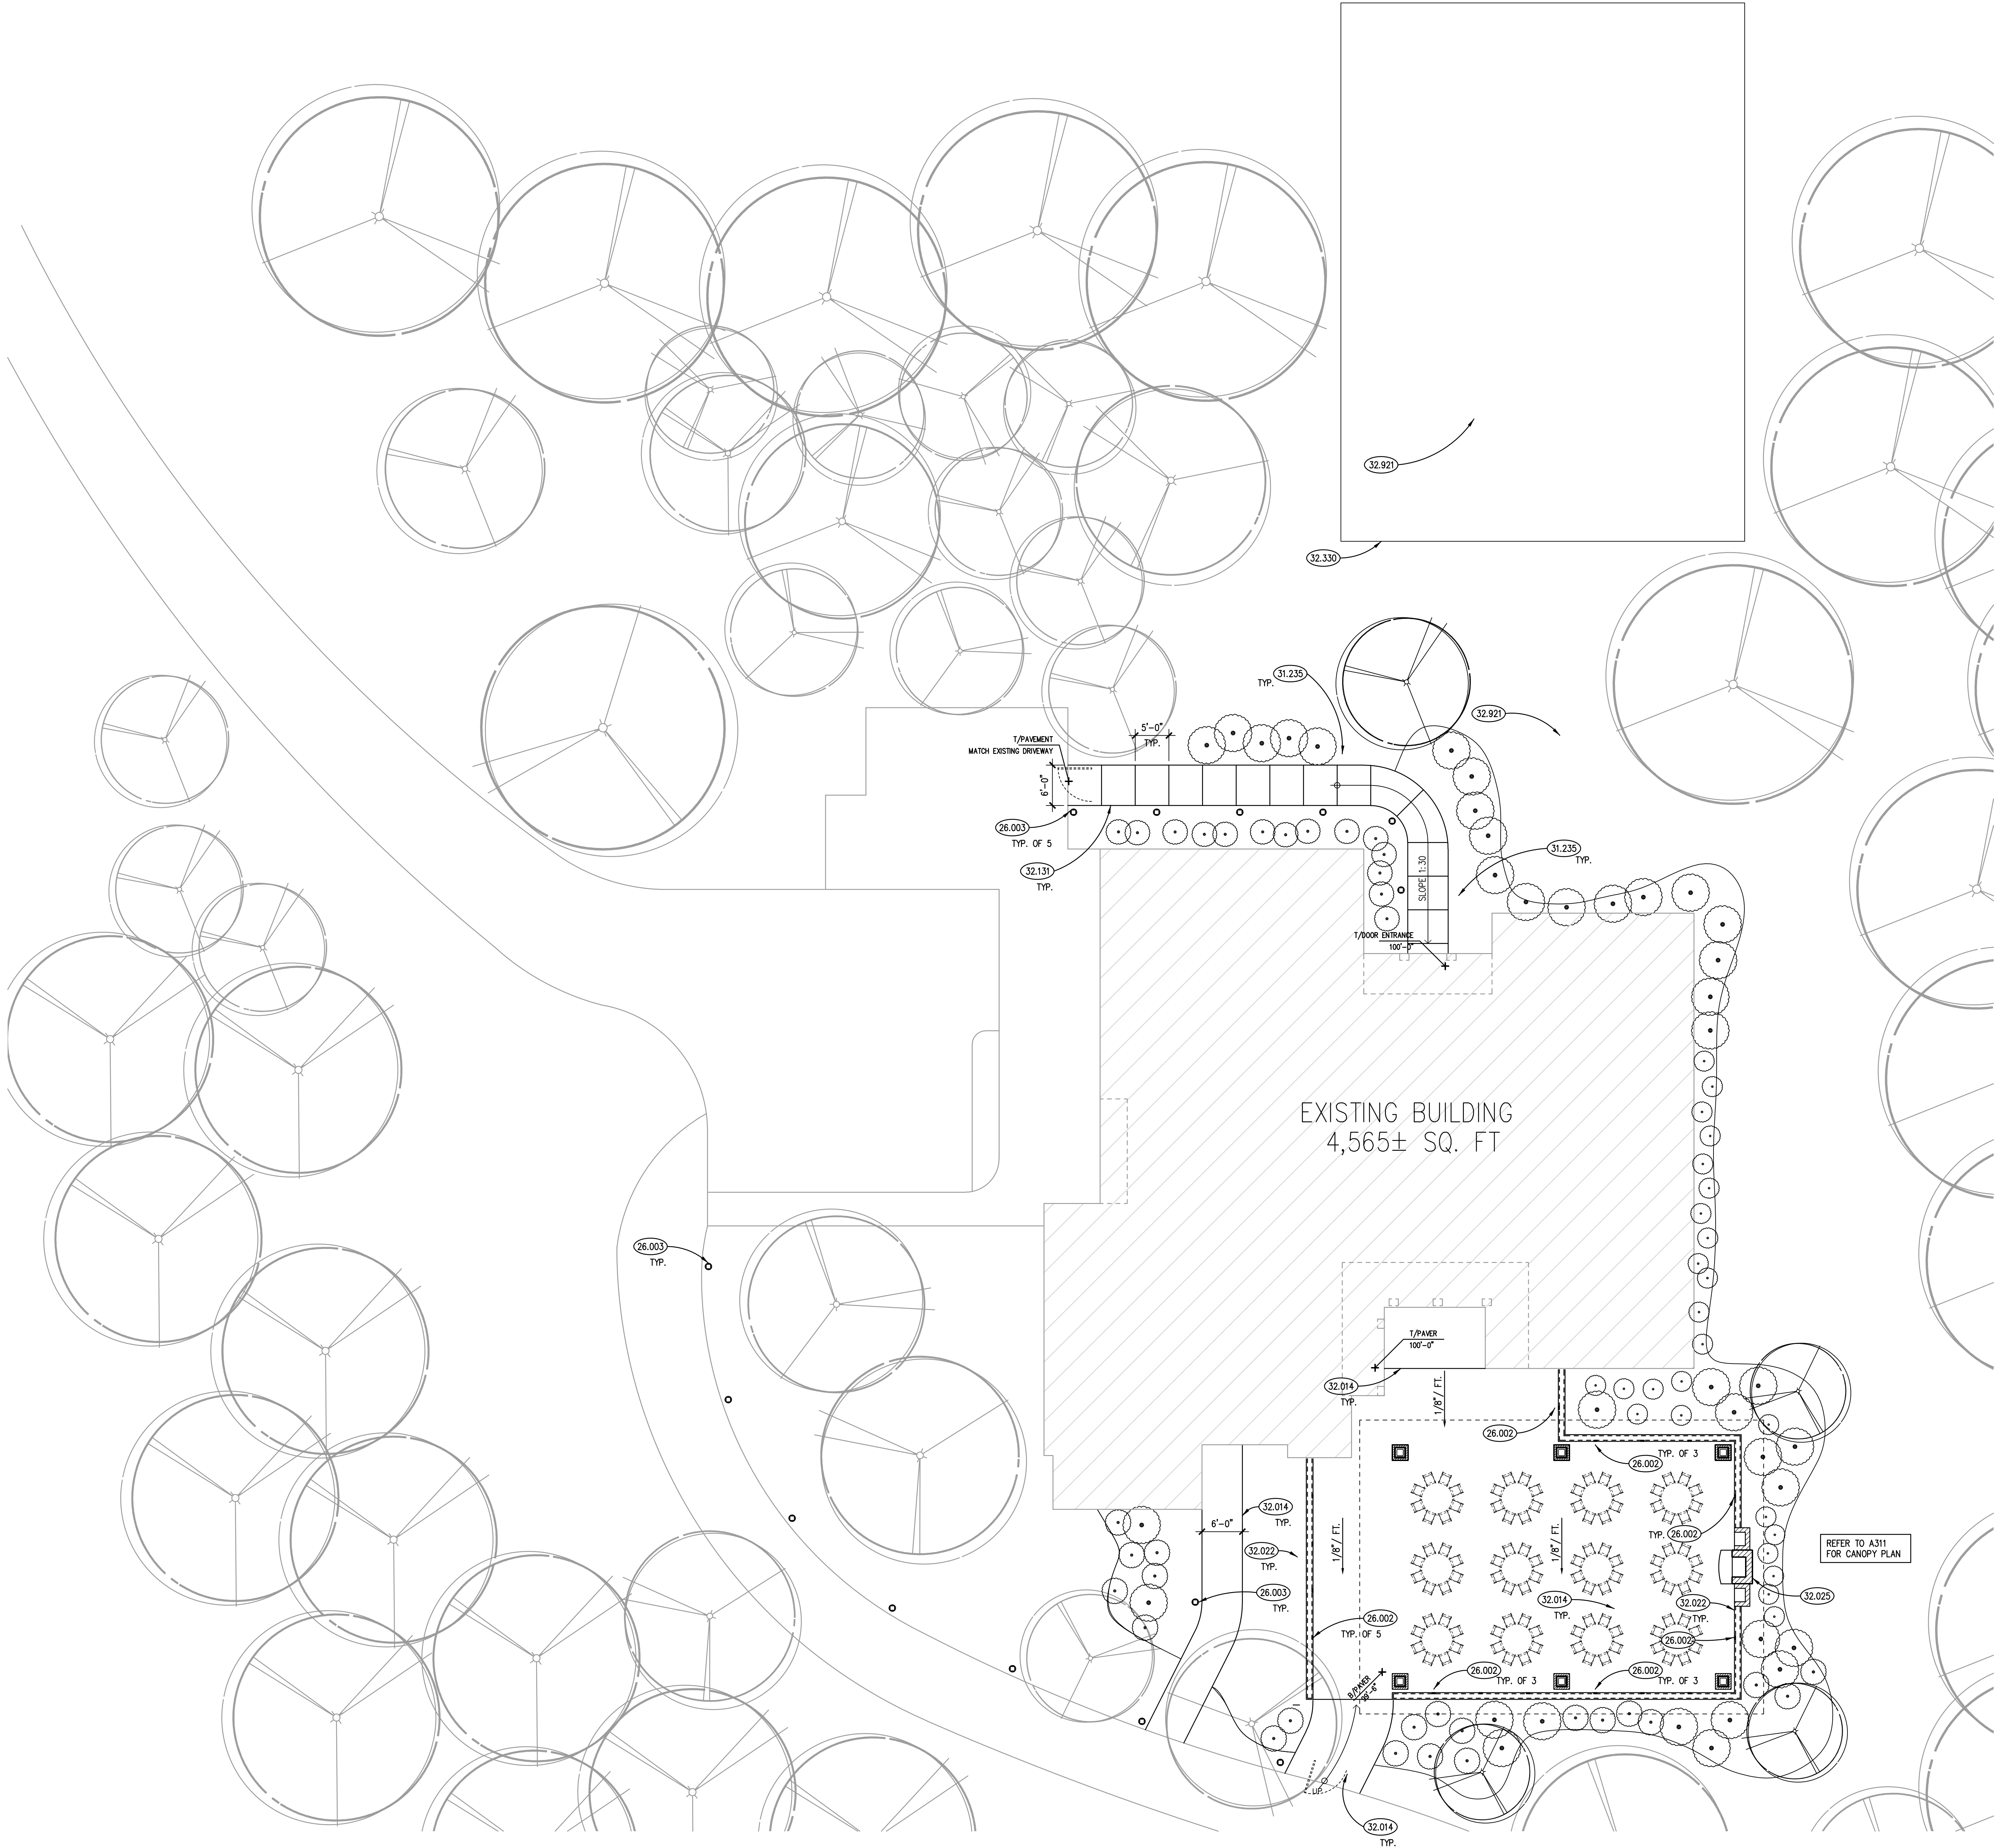 32.921
32.330
31.235
TYP.
32.921
5'-0"
TYP.
T/PAVEMENT
MATCH EXISTING DRIVEWAY
6'-0"
26.003
TYP. OF 5
32.131
TYP.
31.235
TYP.
SLOPE 1:30
T/DOOR ENTRANCE
100'-0"
EXISTING BUILDING
4,565± SQ. FT
26.003
TYP.
T/PAVER
100'-0"
32.014
TYP.
1/8"/ FT.
26.002
TYP. OF 3
26.002
32.014
TYP.
6'-0"
1/8"/ FT.
1/8"/ FT.
TYP.
26.002
REFER TO A311
FOR CANOPY PLAN
32.022
TYP.
26.003
TYP.
32.014
TYP.
32.022
TYP.
32.025
26.002
TYP. OF 5
26.002
26.002
TYP. OF 3
26.002
TYP. OF 3
B/PAVER
99'-6"
UP
32.014
TYP.